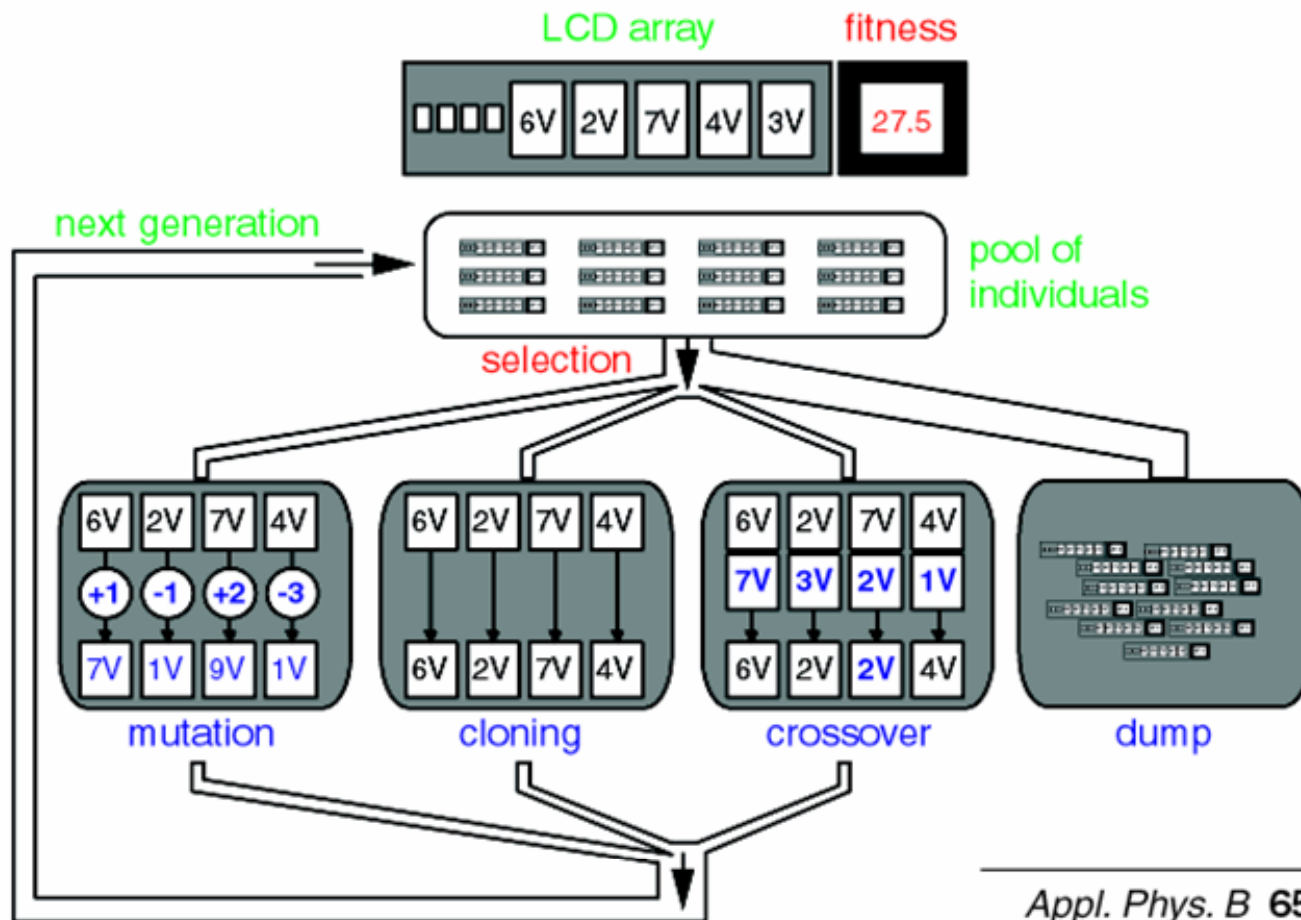 LCD array fitness
6V 2V 7V 4V 3V 27.5
next generation
pool of
individuals
selection
6V 2V 7V 4V
+1 -1 +2 -3
7V 1V 9V 1V
mutation
6V 2V 7V 4V
6V 2V 7V 4V
cloning
6V 2V 7V 4V
7V 3V 2V 1V
6V 2V 2V 4V
crossover
dump
Appl. Phys. B 65